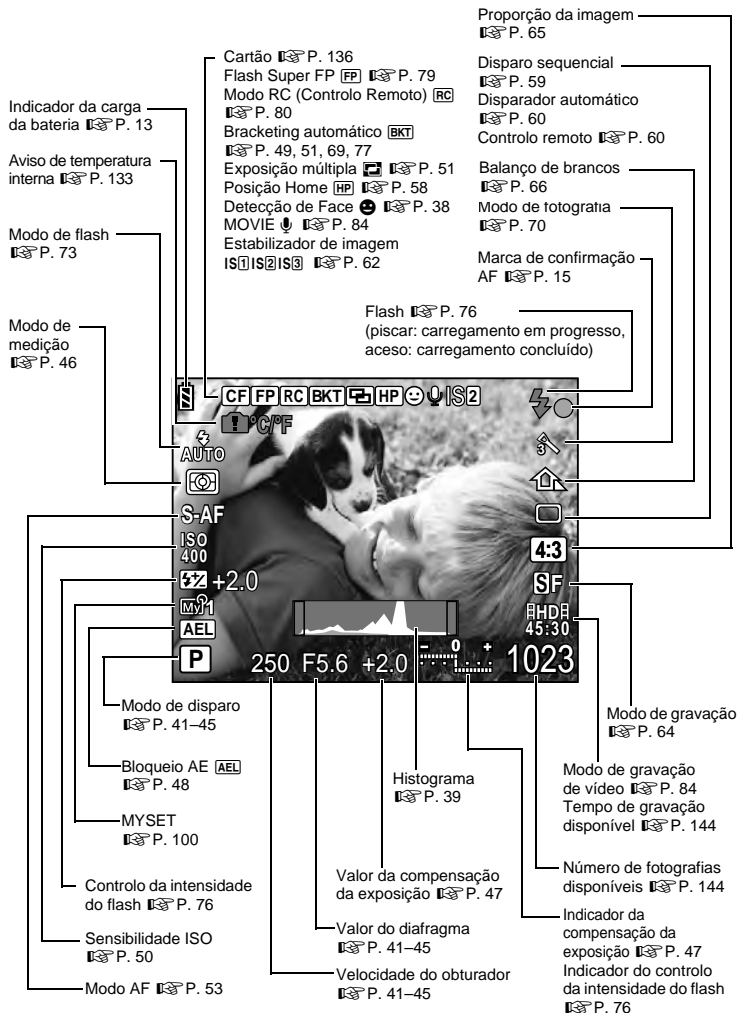 Proporção da imagem
☞P. 65
Disparo sequencial
☞P. 59
Disparador automático
☞P. 60
Controlo remoto ☞P. 60
Balanço de brancos
☞P. 66
Modo de fotografia
☞P. 70
Marca de confirmação
AF ☞P. 15
Cartão ☞P. 136
Flash Super FP FP ☞P. 79
Modo RC (Controlo Remoto) RC
☞P. 80
Bracketing automático BKT
☞P. 49, 51, 69, 77
Exposição múltipla ☞P. 51
Posição Home HP ☞P. 58
Detecção de Face ☞P. 38
MOVIE ☞P. 84
Estabilizador de imagem
IS1IS2IS3 ☞P. 62
Flash ☞P. 76
(piscar: carregamento em progresso,
aceso: carregamento concluído)
Indicador da carga
da bateria ☞P. 13
Aviso de temperatura
interna ☞P. 133
Modo de flash
☞P. 73
Modo de
medição
☞P. 46
CF FP RC BKT HP IS2
°C/°F
AUTO
3
S-AF
ISO
400
4:3
+2.0
SF
My1
HD
45:30
AEL
P 250 F5.6 +2.0 - 0 + 1023
Modo de disparo
☞P. 41–45
Bloqueio AE AEL
☞P. 48
MYSET
☞P. 100
Controlo da intensidade
do flash ☞P. 76
Sensibilidade ISO
☞P. 50
Modo AF ☞P. 53
Histograma
☞P. 39
Valor da compensação
da exposição ☞P. 47
Valor do diafragma
☞P. 41–45
Velocidade do obturador
☞P. 41–45
Modo de gravação
☞P. 64
Modo de gravação
de vídeo ☞P. 84
Tempo de gravação
disponível ☞P. 144
Número de fotografias
disponíveis ☞P. 144
Indicador da
compensação da
exposição ☞P. 47
Indicador do controlo
da intensidade do flash
☞P. 76